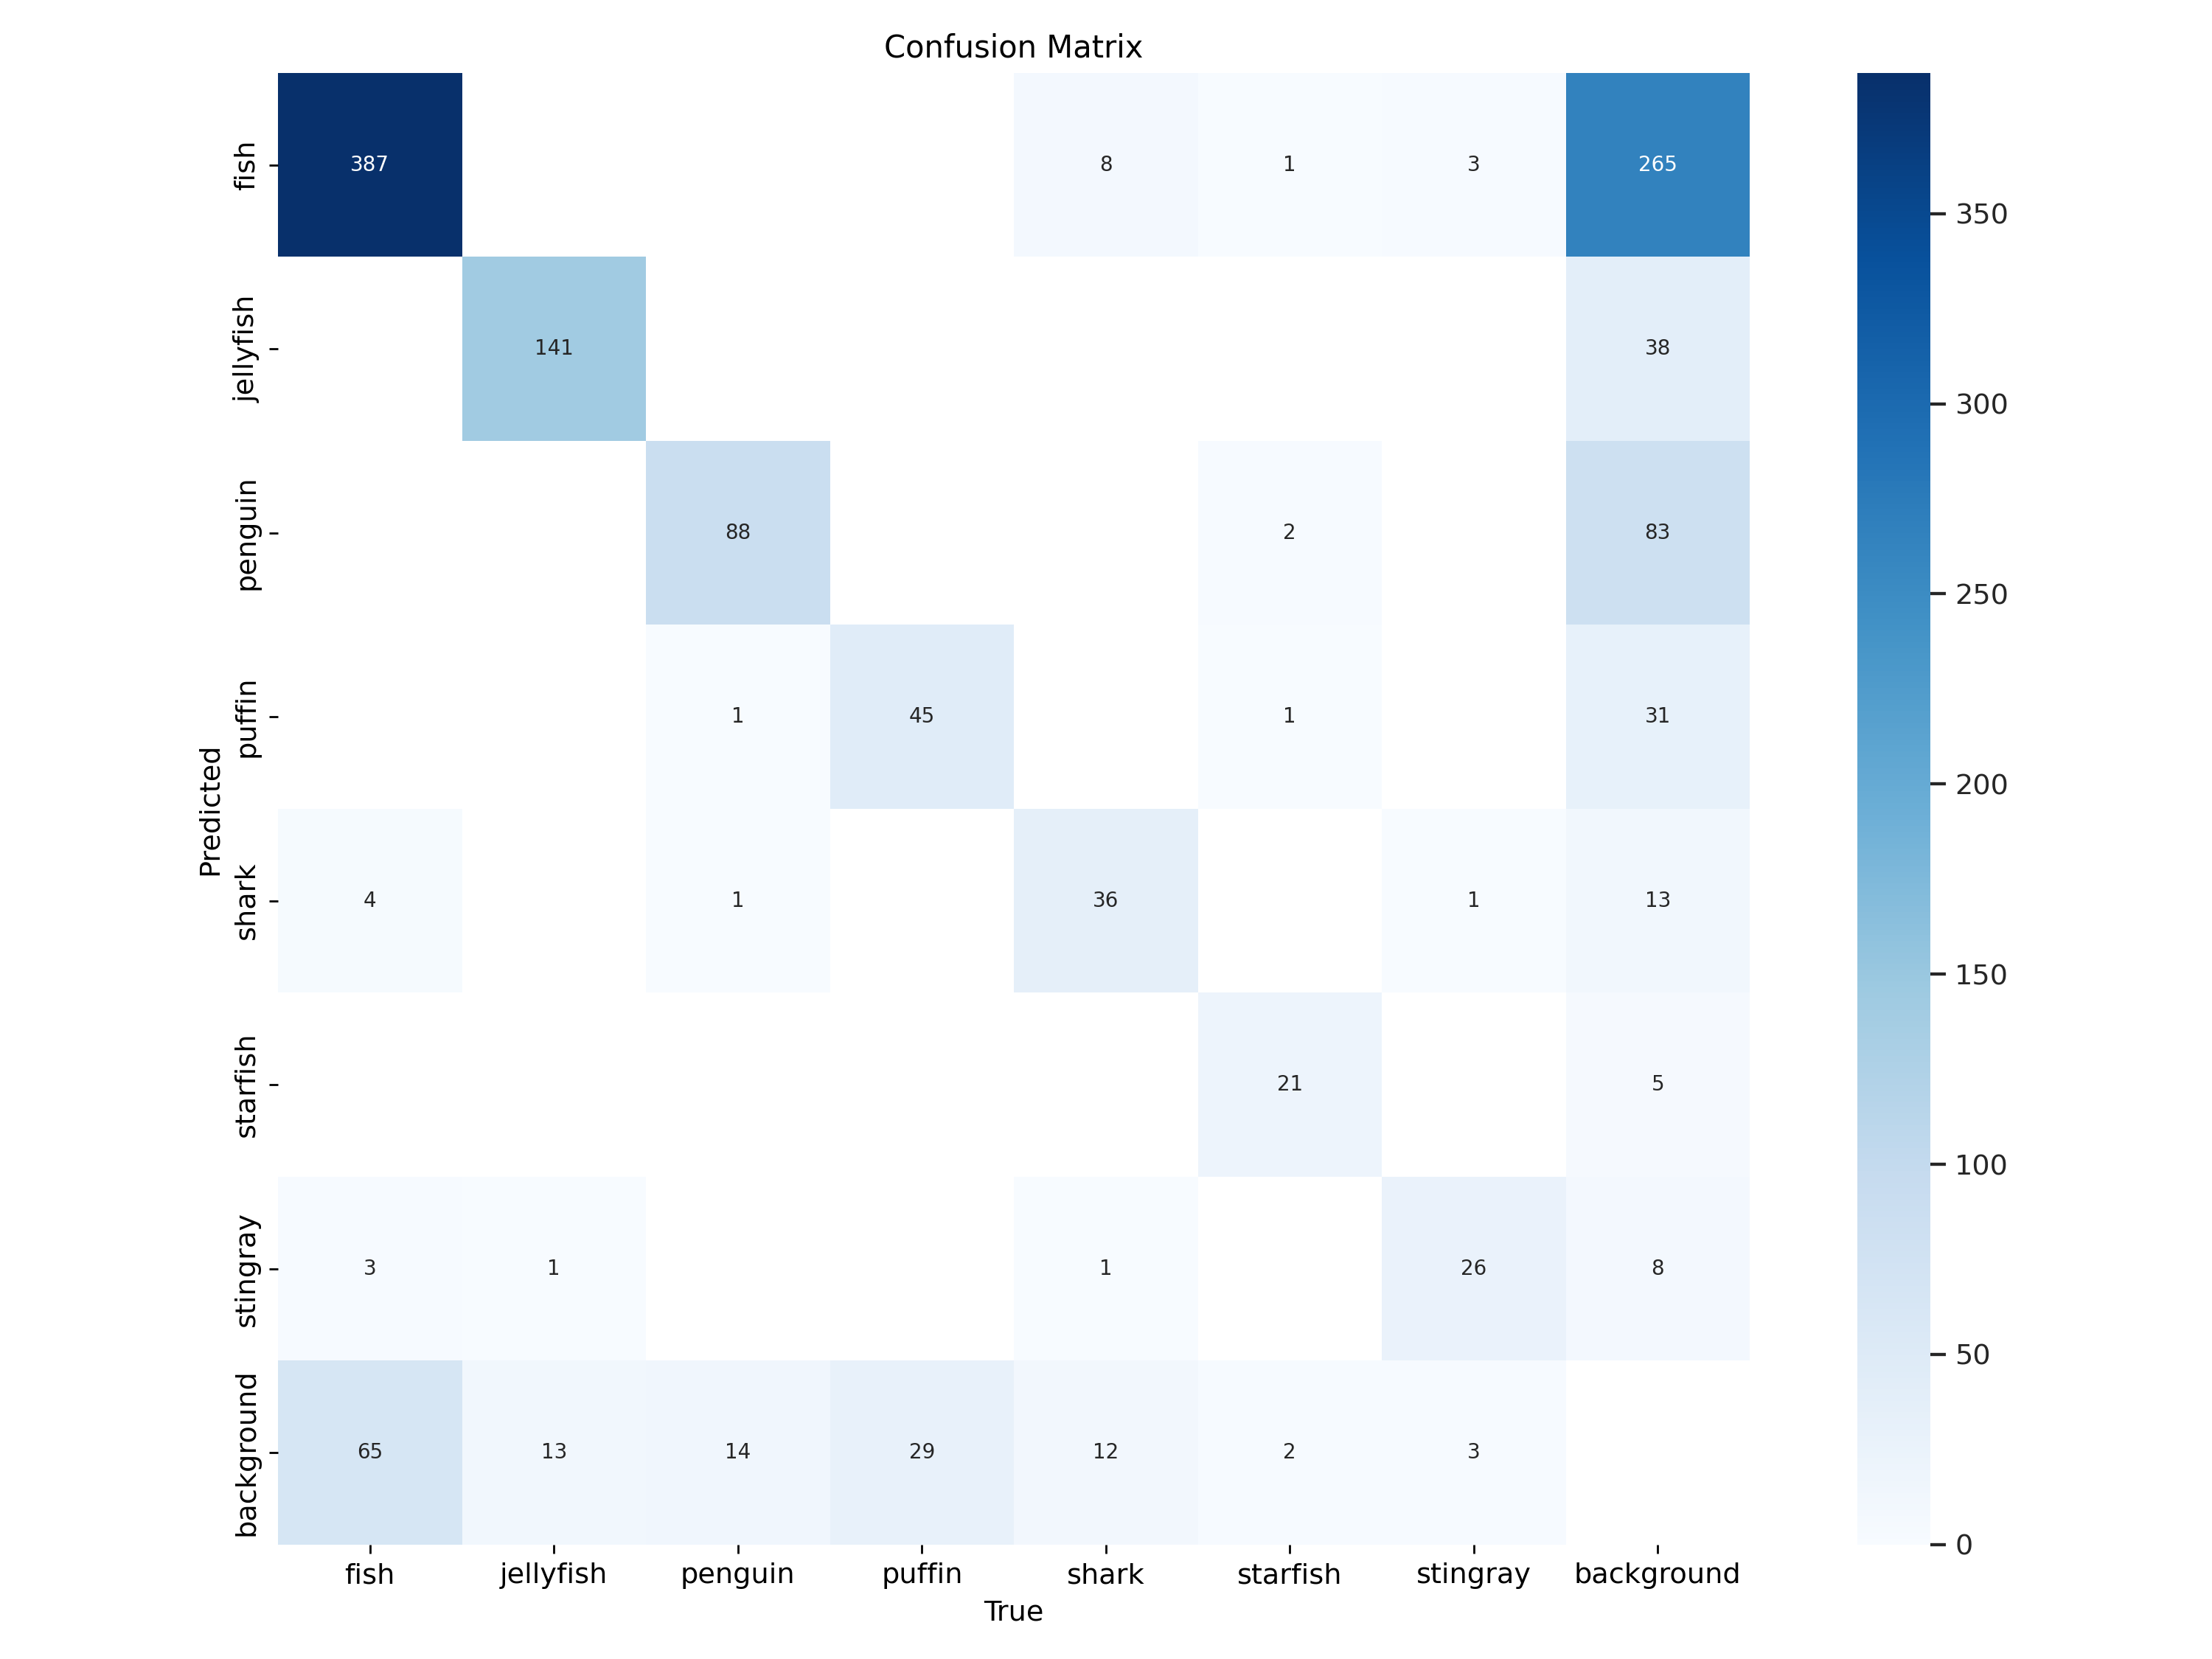 Confusion Matrix
fish 387 8 1 3 265
jellyfish 141 38
penguin 88 2 83
puffin 1 45 1 31
shark 4 1 36 1 13
starfish 21 5
stingray 3 1 1 26 8
background 65 13 14 29 12 2 3
Predicted
fish jellyfish penguin puffin shark starfish stingray background
True
350
300
250
200
150
100
50
0